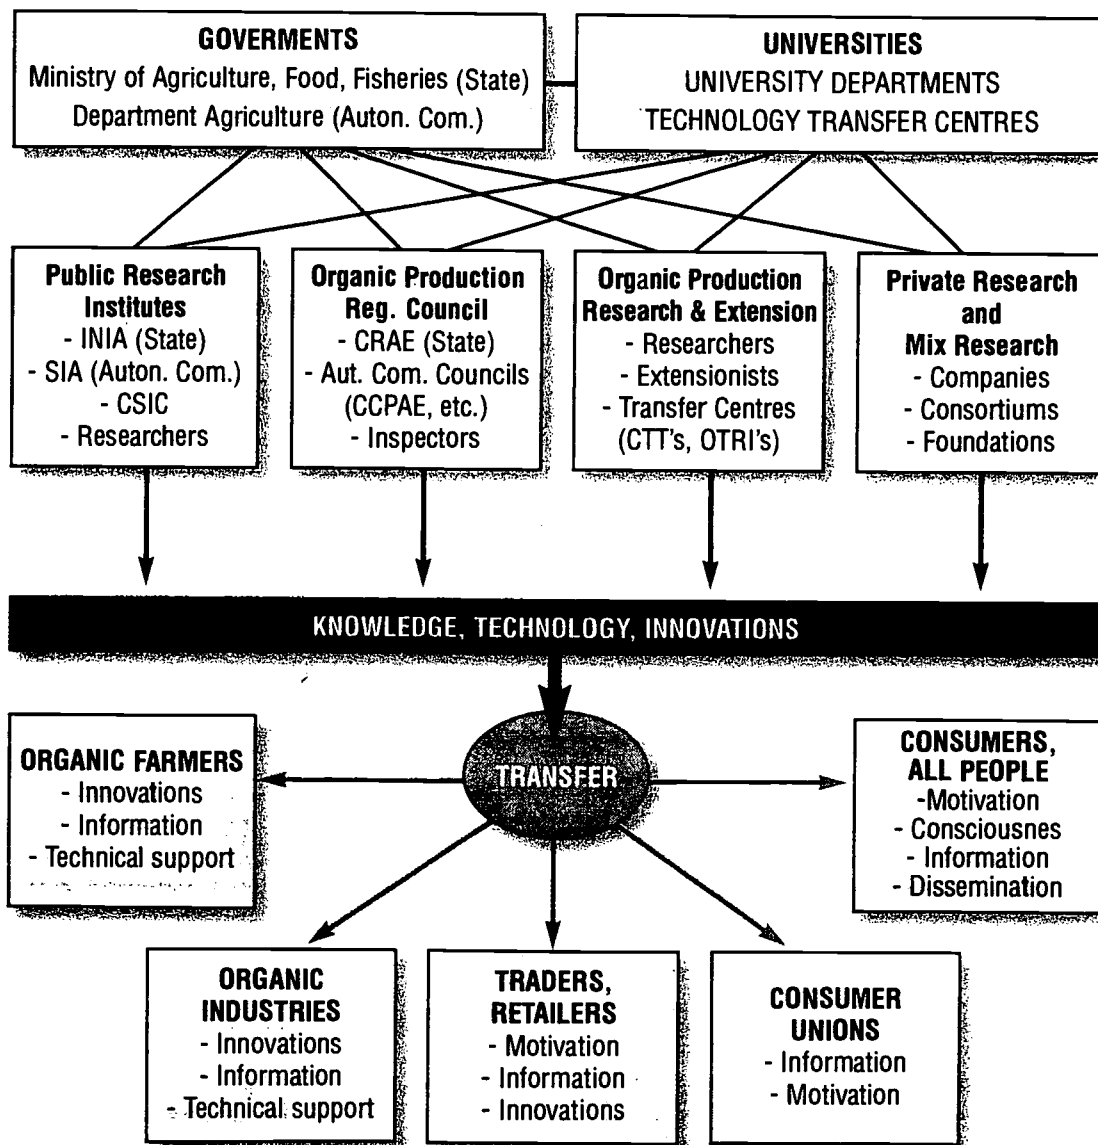 GOVERMENTS
Ministry of Agriculture, Food, Fisheries (State)
Department Agriculture (Auton. Com.)
UNIVERSITIES
UNIVERSITY DEPARTMENTS
TECHNOLOGY TRANSFER CENTRES
Public Research
Institutes
- INIA (State)
- SIA (Auton. Com.)
- CSIC
- Researchers
Organic Production
Reg. Council
- CRAE (State)
- Aut. Com. Councils
(CCPAE, etc.)
- Inspectors
Organic Production
Research & Extension
- Researchers
- Extensionists
- Transfer Centres
(CTT's, OTRI's)
Private Research
and
Mix Research
- Companies
- Consortiums
- Foundations
KNOWLEDGE, TECHNOLOGY, INNOVATIONS
TRANSFER
ORGANIC FARMERS
- Innovations
- Information
- Technical support
CONSUMERS,
ALL PEOPLE
-Motivation
- Consciousnes
- Information
- Dissemination
ORGANIC
INDUSTRIES
- Innovations
- Information
- Technical support
TRADERS,
RETAILERS
- Motivation
- Information
- Innovations
CONSUMER
UNIONS
- Information
- Motivation